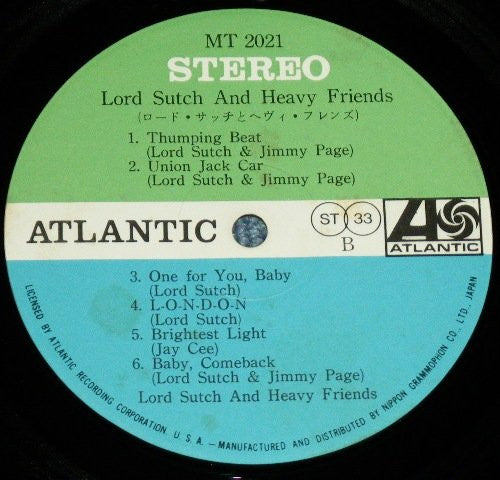 MT 2021
STEREO
Lord Sutch And Heavy Friends
(ロード・サッチとヘヴィ・フレンズ)
1. Thumping Beat
(Lord Sutch & Jimmy Page)
2. Union Jack Car
(Lord Sutch & Jimmy Page)
ATLANTIC
ST 33
B
ATLANTIC
3. One for You, Baby
(Lord Sutch)
4. L-O-N-D-O-N
(Lord Sutch)
5. Brightest Light
(Jay Cee)
6. Baby, Comeback
(Lord Sutch & Jimmy Page)
Lord Sutch And Heavy Friends
LICENSED BY ATLANTIC RECORDING CORPORATION, U. S. A. — MANUFACTURED AND DISTRIBUTED BY NIPPON GRAMMOPHON CO., LTD., JAPAN